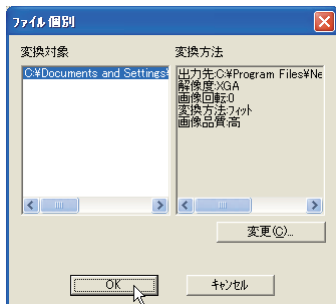 ファイル個別
変換対象
変換方法
C:¥Documents and Settings
出力先:C:¥Program Files¥Ne
解像度:XGA
画像回転:0
変換方法:フィット
画像品質:高
変更(C)...
OK
キャンセル